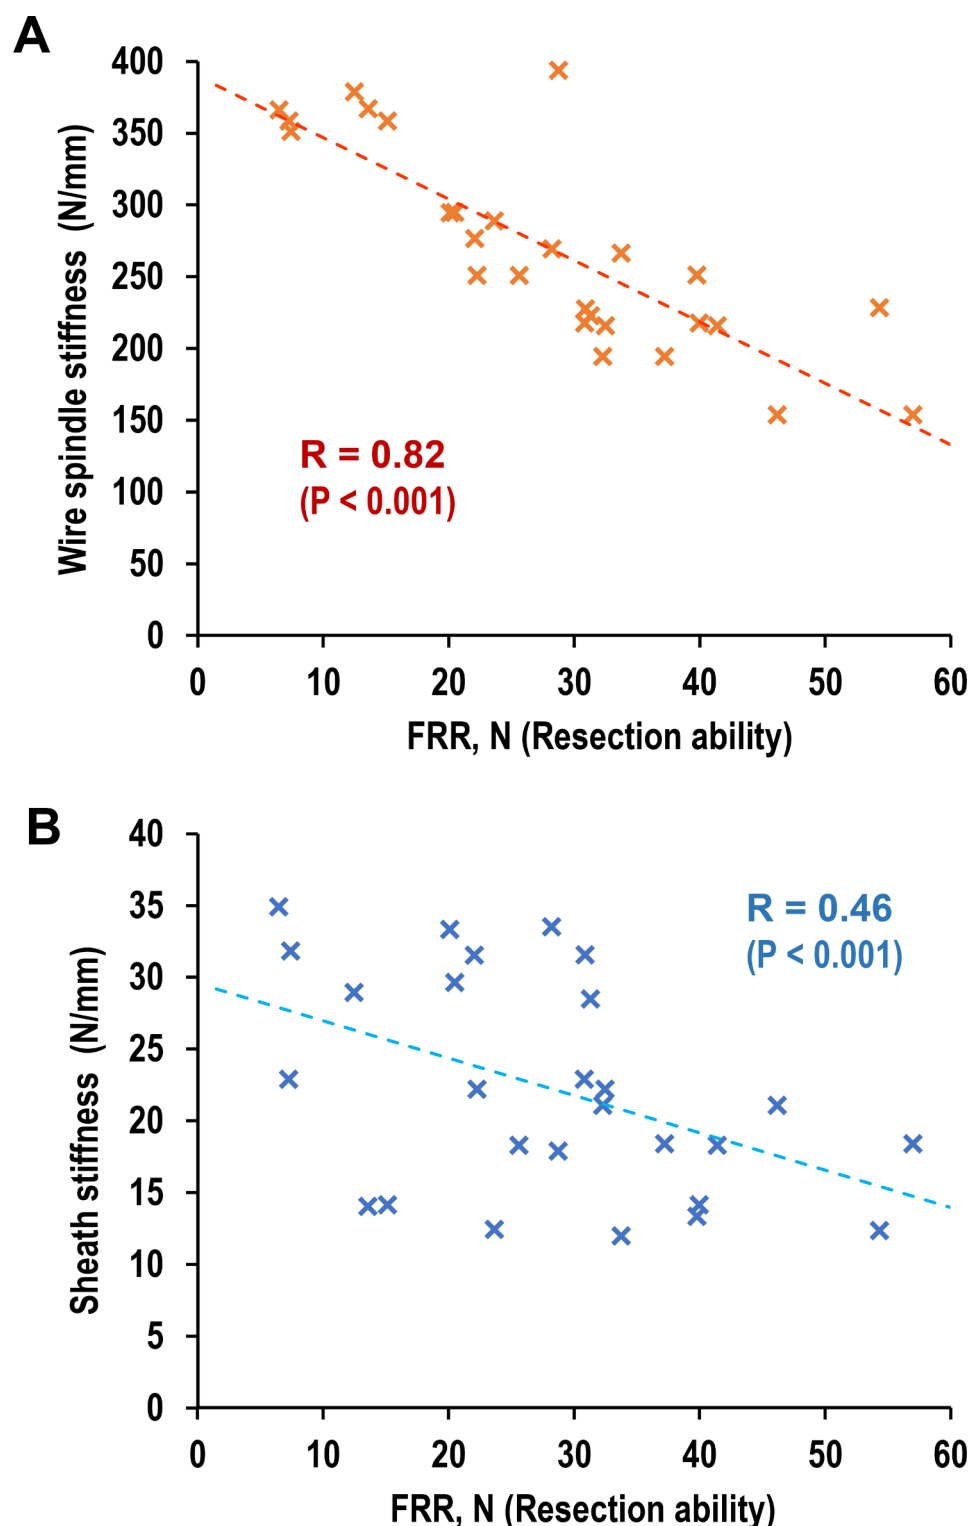 A
400
350
300
250
200
150
100
50
0
Wire spindle stiffness (N/mm)
R = 0.82
(P < 0.001)
0 10 20 30 40 50 60
FRR, N (Resection ability)
B
40
35
30
25
20
15
10
5
0
Sheath stiffness (N/mm)
R = 0.46
(P < 0.001)
0 10 20 30 40 50 60
FRR, N (Resection ability)